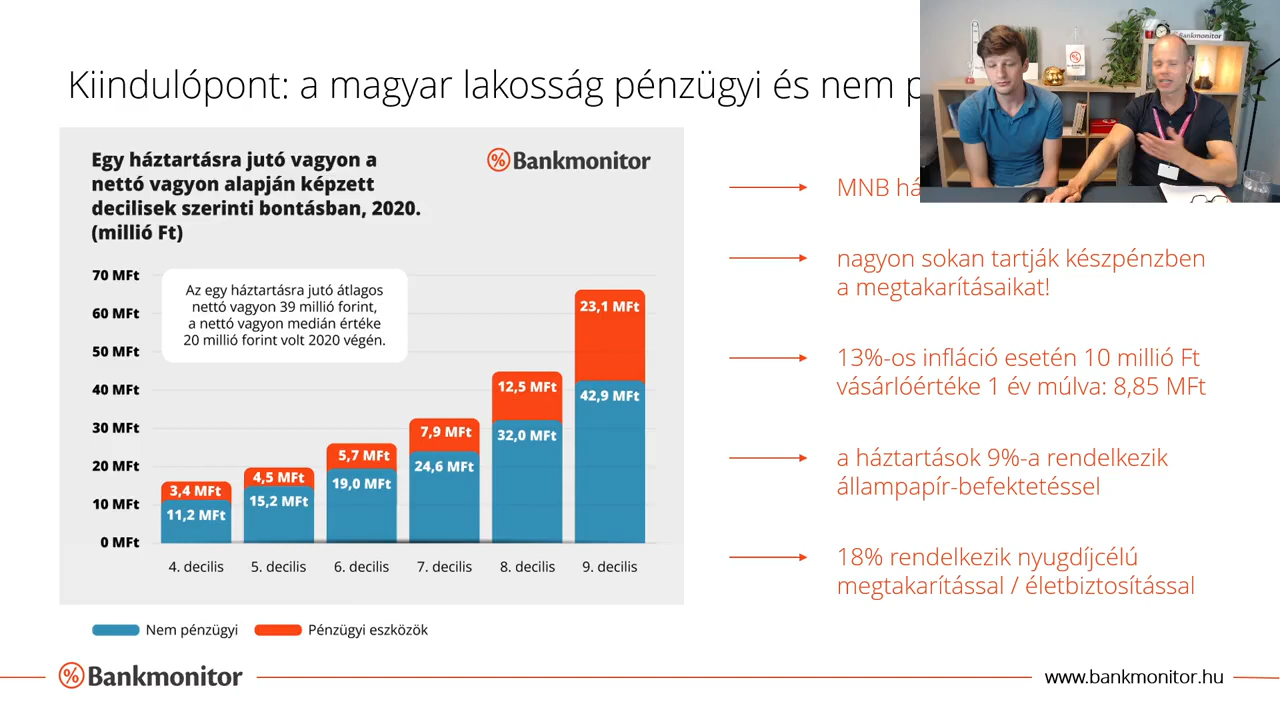 Kiindulópont: a magyar lakosság pénzügyi és nem
Egy háztartásra jutó vagyon a
nettó vagyon alapján képzett
decilisek szerinti bontásban, 2020.
(millió Ft)
% Bankmonitor
70 MFt
60 MFt
50 MFt
40 MFt
30 MFt
20 MFt
10 MFt
0 MFt
Az egy háztartásra jutó átlagos
nettó vagyon 39 millió forint,
a nettó vagyon medián értéke
20 millió forint volt 2020 végén.
3,4 MFt
11,2 MFt
4,5 MFt
15,2 MFt
5,7 MFt
19,0 MFt
7,9 MFt
24,6 MFt
12,5 MFt
32,0 MFt
23,1 MFt
42,9 MFt
4. decilis
5. decilis
6. decilis
7. decilis
8. decilis
9. decilis
Nem pénzügyi
Pénzügyi eszközök
MNB
nagyon sokan tartják készpénzben
a megtakarításaikat!
13%-os infláció esetén 10 millió Ft
vásárlóértéke 1 év múlva: 8,85 MFt
a háztartások 9%-a rendelkezik
állampapír-befektetéssel
18% rendelkezik nyugdíjcélú
megtakarítással / életbiztosítással
Bankmonitor
% Bankmonitor
www.bankmonitor.hu